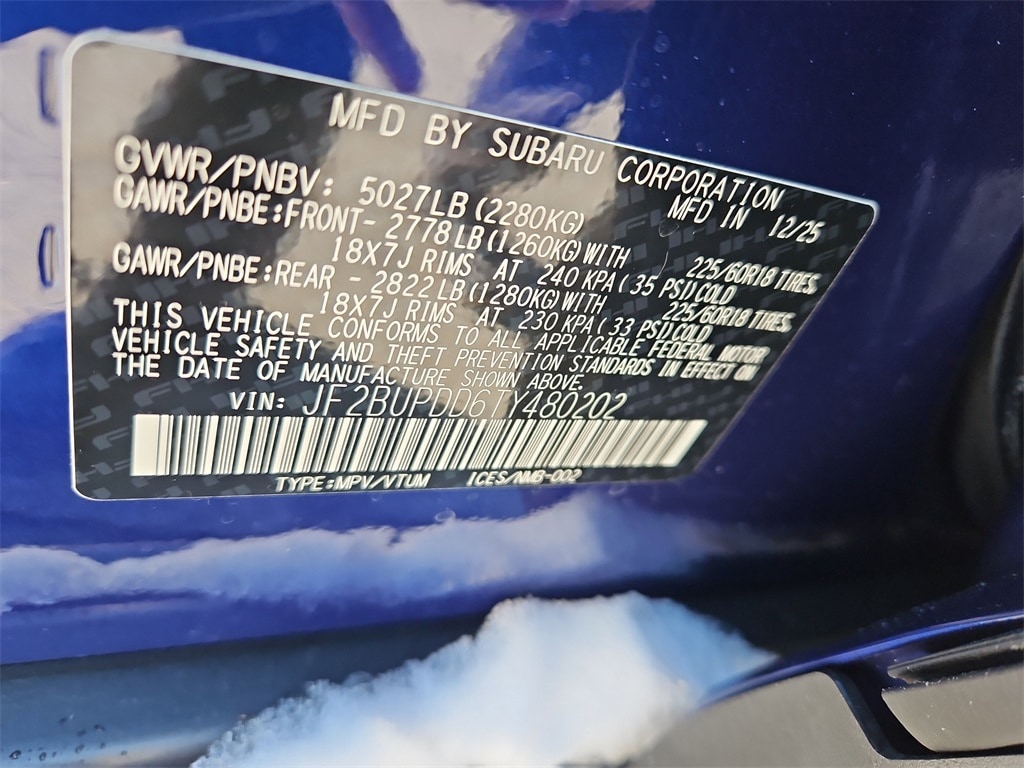 MFD BY SUBARU CORPORATION
GVWR/PNBV: 5027LB (2280KG) MFD IN 12/25
GAWR/PNBE:FRONT- 2778LB(1260KG)WITH 225/60R18 TIRES,
18X7J RIMS AT 240 KPA( 35 PSI)COLD
GAWR/PNBE:REAR - 2822LB(1280KG)WITH 225/60R18 TIRES,
18X7J RIMS AT 230 KPA( 33 PSI)COLD
THIS VEHICLE CONFORMS TO ALL APPLICABLE FEDERAL MOTOR
VEHICLE SAFETY AND THEFT PREVENTION STANDARDS IN EFFECT ON
THE DATE OF MANUFACTURE SHOWN ABOVE.
VIN: JF2BUPDD6TY480202
TYPE:MPV/VTUM ICES/NMB-002